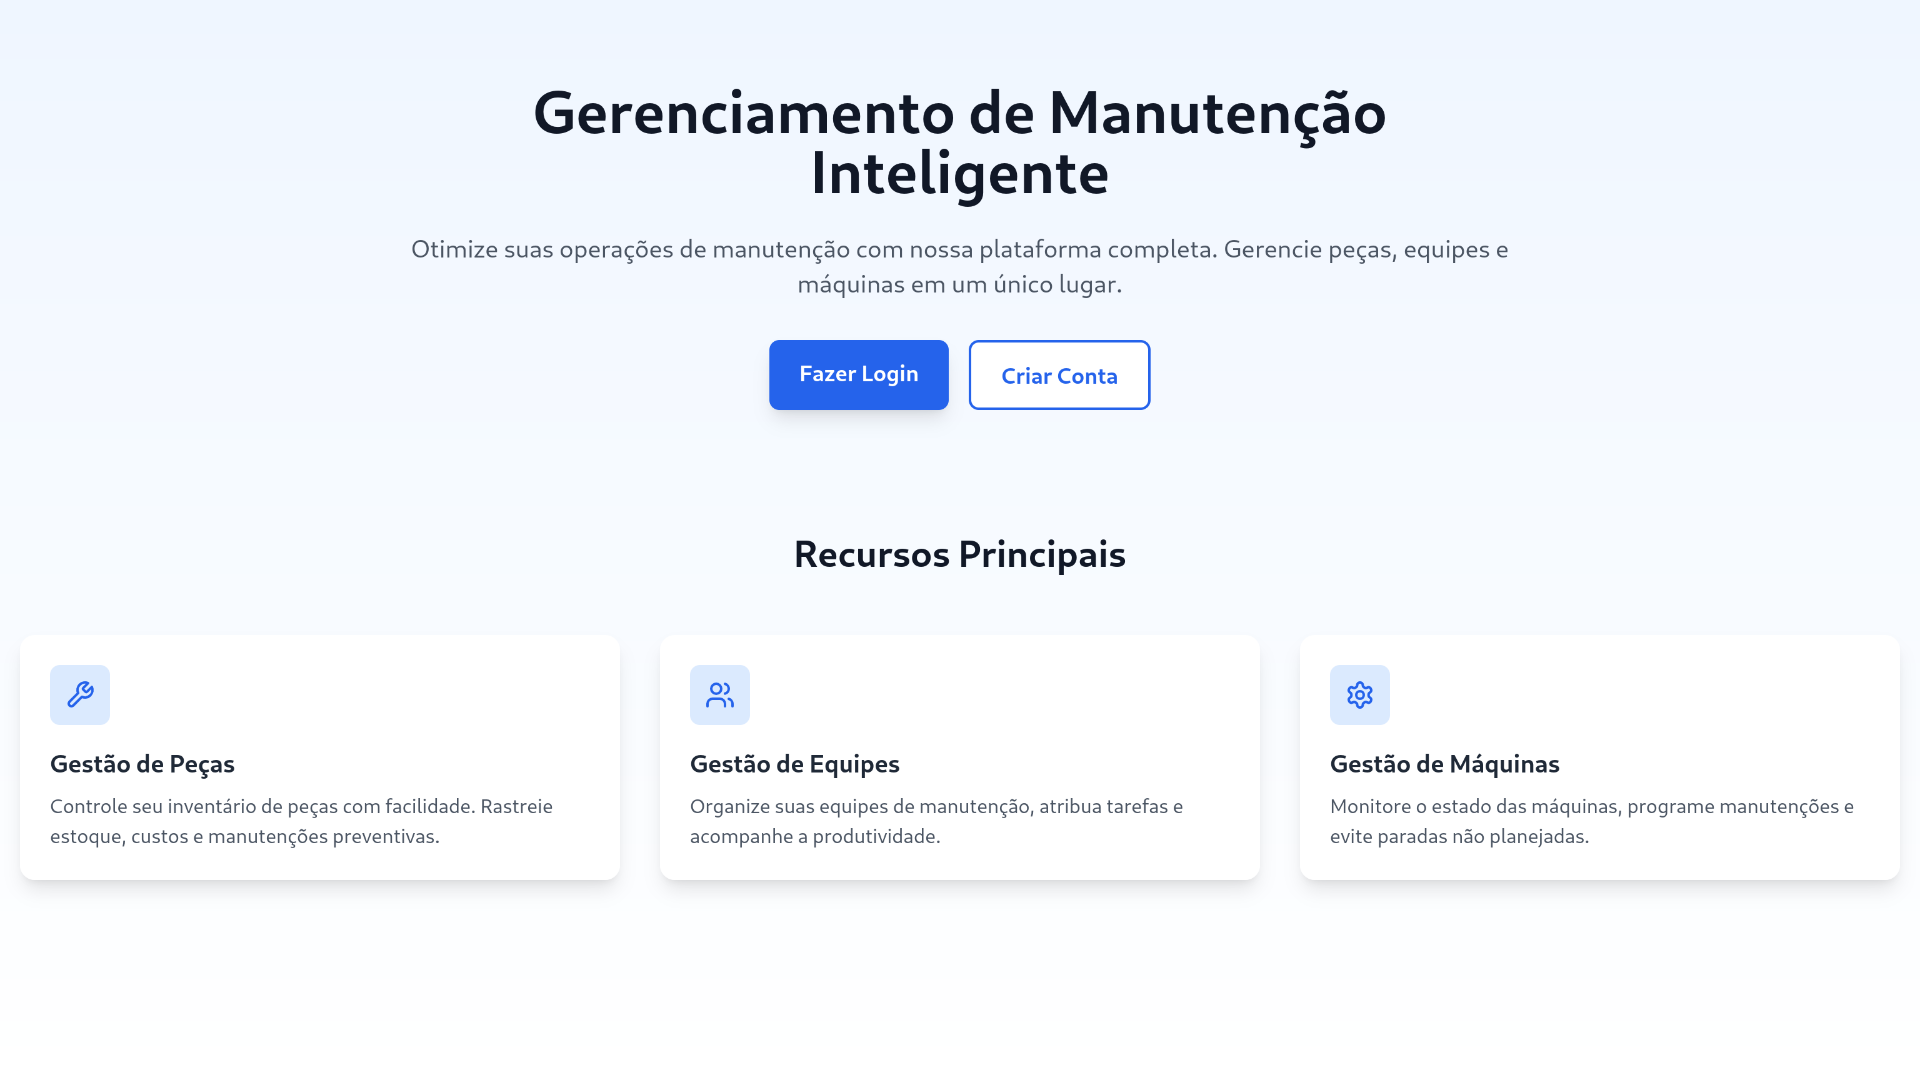 Gerenciamento de Manutenção
Inteligente
Otimize suas operações de manutenção com nossa plataforma completa. Gerencie peças, equipes e
máquinas em um único lugar.
Fazer Login
Criar Conta
Recursos Principais
Gestão de Peças
Controle seu inventário de peças com facilidade. Rastreie
estoque, custos e manutenções preventivas.
Gestão de Equipes
Organize suas equipes de manutenção, atribua tarefas e
acompanhe a produtividade.
Gestão de Máquinas
Monitore o estado das máquinas, programe manutenções e
evite paradas não planejadas.